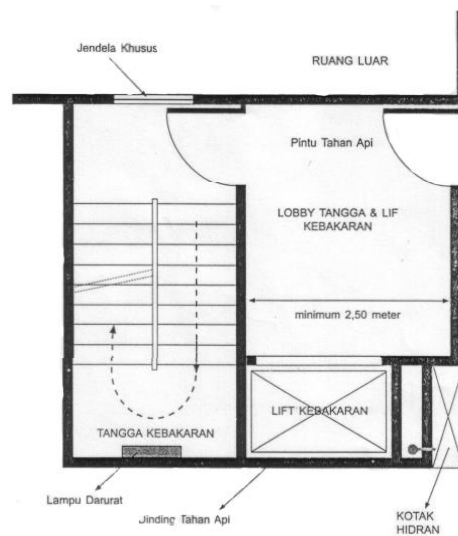 Jendela Khusus
RUANG LUAR
Pintu Tahan Api
LOBBY TANGGA & LIF
KEBAKARAN
minimum 2,50 meter
LIFT KEBAKARAN
TANGGA KEBAKARAN
Lampu Darurat
Jinding Tahan Api
KOTAK
HIDRAN